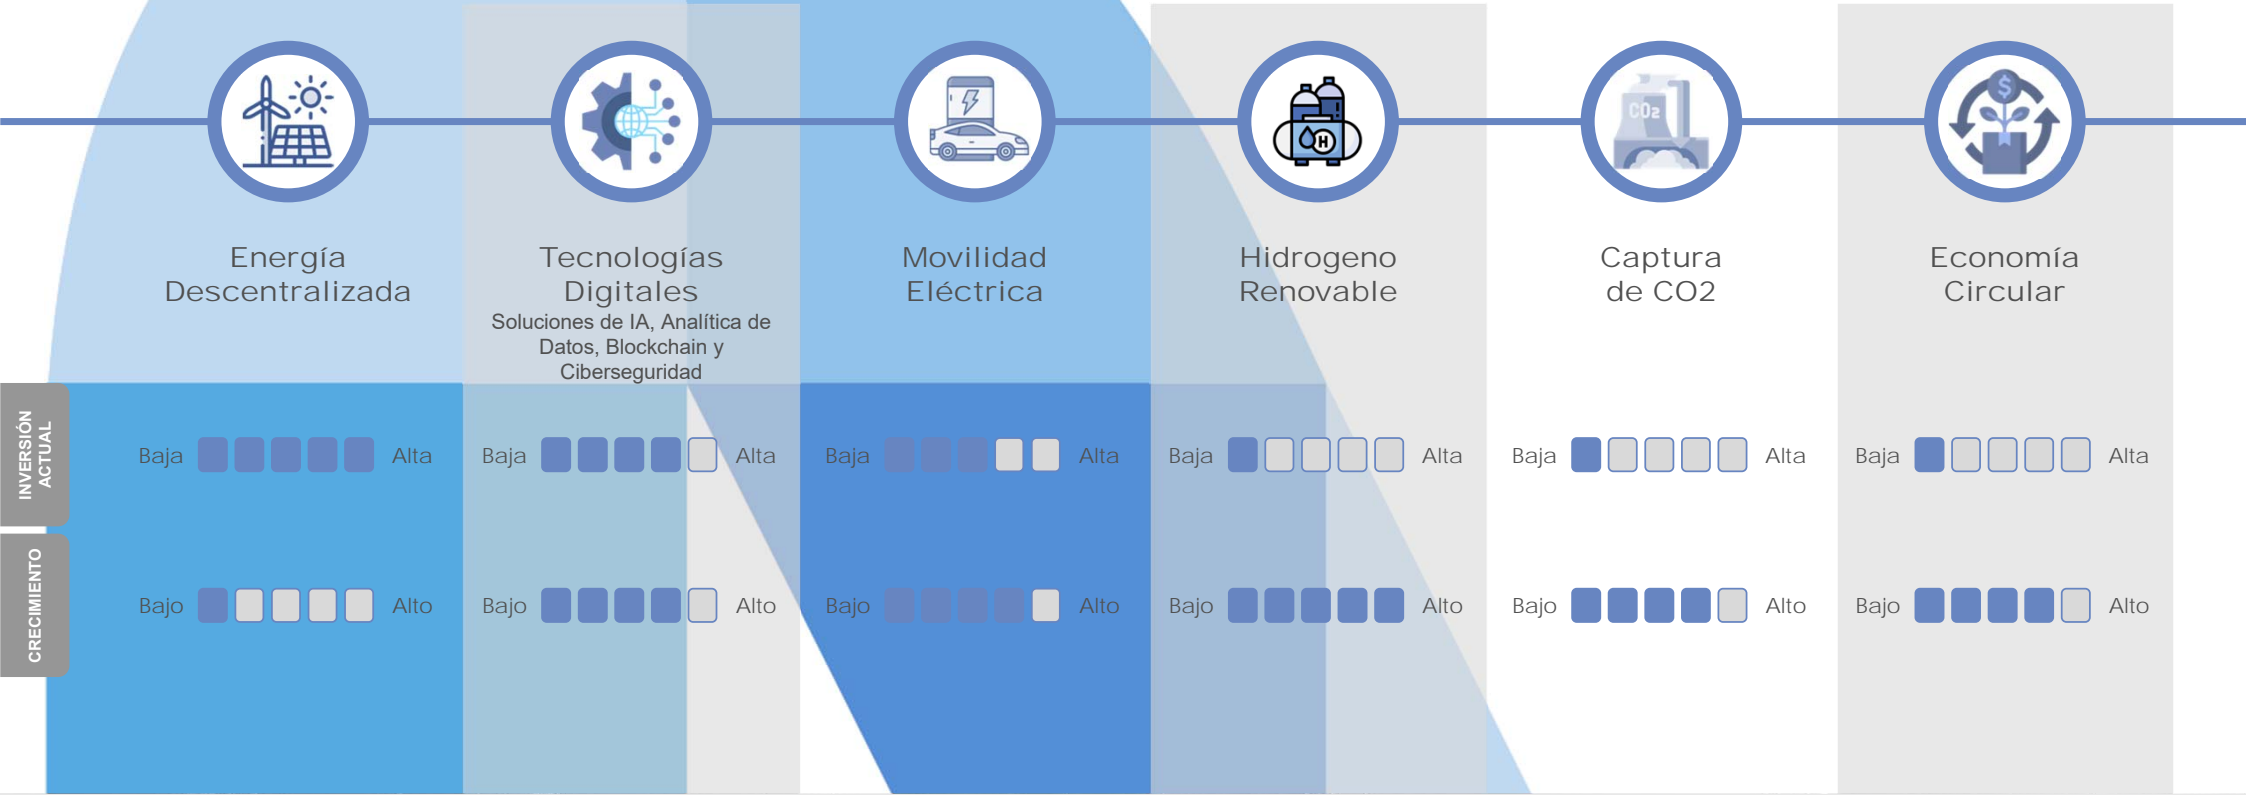 CO2
H
$
Energía
Descentralizada
Tecnologías
Digitales
Soluciones de IA, Analítica de
Datos, Blockchain y
Ciberseguridad
Movilidad
Eléctrica
Hidrogeno
Renovable
Captura
de CO2
Economía
Circular
INVERSIÓN
ACTUAL
Baja Alta
Baja Alta
Baja Alta
Baja Alta
Baja Alta
Baja Alta
CRECIMIENTO
Bajo Alto
Bajo Alto
Bajo Alto
Bajo Alto
Bajo Alto
Bajo Alto